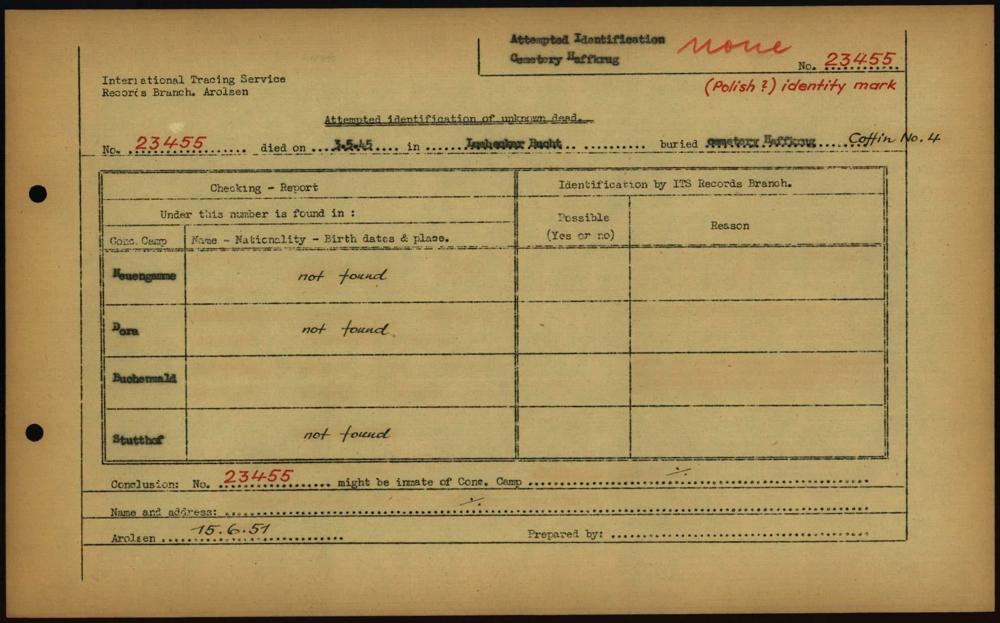 Attempted Identification
Cemetery Haffkrug
none
No. 23455
(Polish?) identity mark
International Tracing Service
Records Branch. Arolsen
Attempted identification of unknown dead.
No. 23455 died on 3.5.45 in Luebecker Bucht buried cemetery Haffkrug Coffin No. 4
Checking - Report
Identification by ITS Records Branch.
Under this number is found in :
Possible
(Yes or no)
Reason
Conc. Camp
Name - Nationality - Birth dates & place.
Neuengamme
not found
Dora
not found
Buchenwald
Stutthof
not found
Conclusion: No. 23455 might be inmate of Conc. Camp ./.
Name and address: ./.
Arolsen 15.6.51
Prepared by: